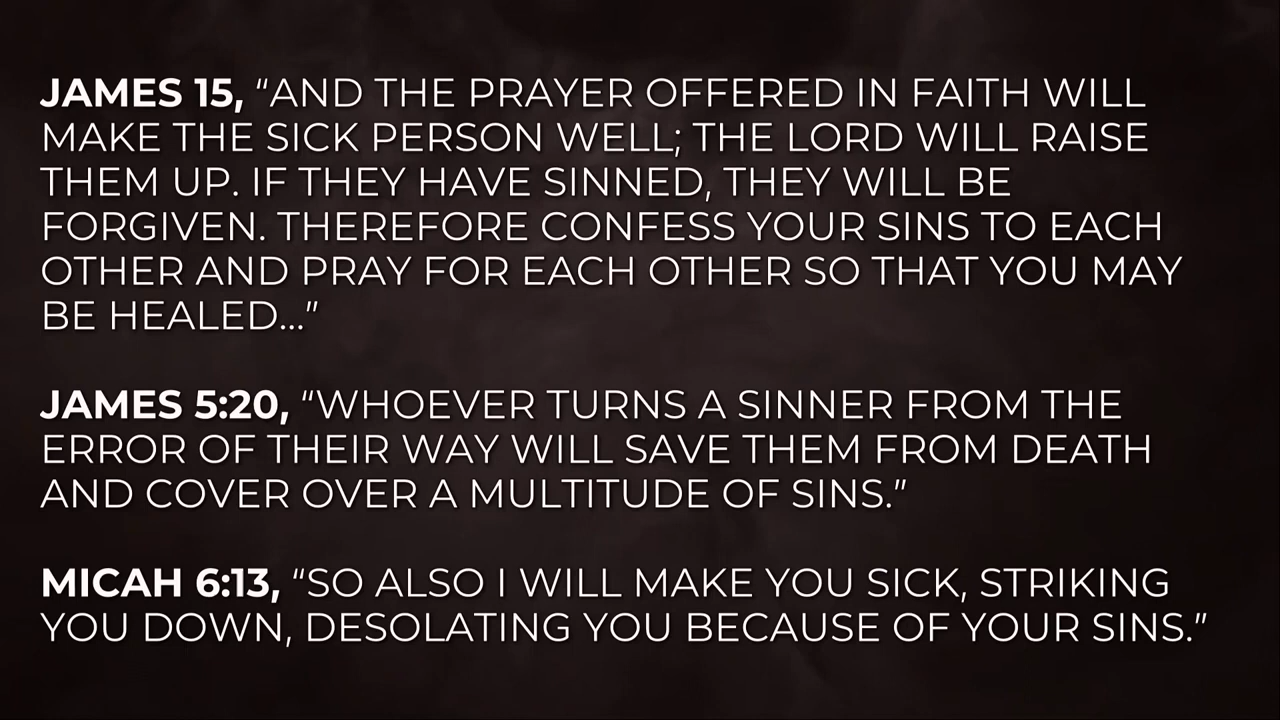 JAMES 15, “AND THE PRAYER OFFERED IN FAITH WILL
MAKE THE SICK PERSON WELL; THE LORD WILL RAISE
THEM UP. IF THEY HAVE SINNED, THEY WILL BE
FORGIVEN. THEREFORE CONFESS YOUR SINS TO EACH
OTHER AND PRAY FOR EACH OTHER SO THAT YOU MAY
BE HEALED...”
JAMES 5:20, “WHOEVER TURNS A SINNER FROM THE
ERROR OF THEIR WAY WILL SAVE THEM FROM DEATH
AND COVER OVER A MULTITUDE OF SINS.”
MICAH 6:13, “SO ALSO I WILL MAKE YOU SICK, STRIKING
YOU DOWN, DESOLATING YOU BECAUSE OF YOUR SINS.”